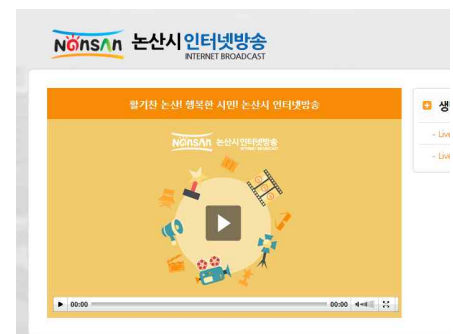 NonSan 논산시 인터넷방송
INTERNET BROADCAST
활기찬 논산! 행복한 시민! 논산시 인터넷방송
생
- Live
- Live
NonSan 논산시 인터넷방송
INTERNET BROADCAST
00:00
00:00